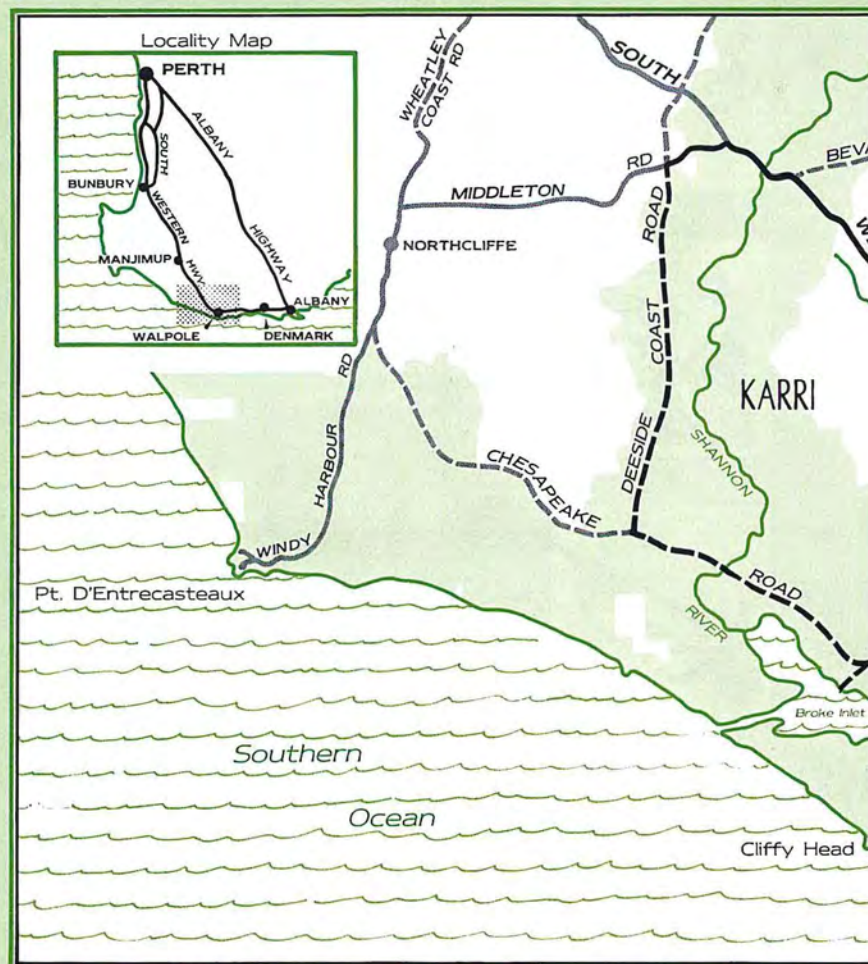 Locality Map
PERTH
ALBANY
HIGHWAY
SOUTH
WESTERN
HWY.
BUNBURY
MANJIMUP
WALPOLE
DENMARK
ALBANY
WHEATLEY
COAST RD
SOUTH
MIDDLETON
RD
BEVA
W
NORTHCLIFFE
DEESIDE
COAST
ROAD
KARRI
SHANNON
RIVER
CHESAPEAKE
ROAD
WINDY
HARBOUR
RD
Pt. D'Entrecasteaux
Broke Inlet
Southern
Ocean
Cliffy Head